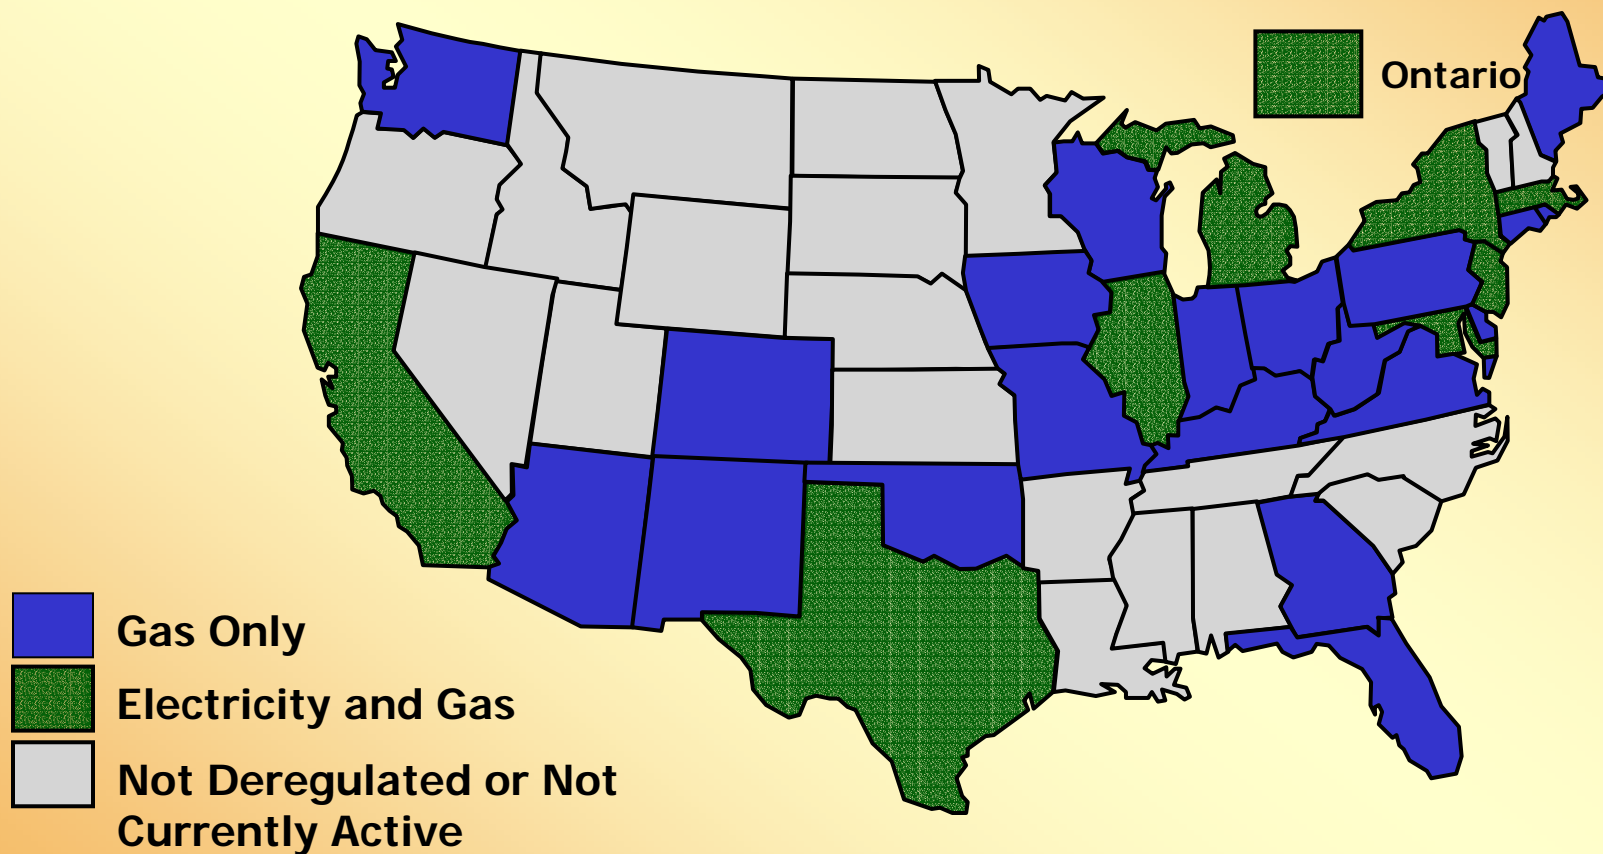 Ontario
Gas Only
Electricity and Gas
Not Deregulated or Not
Currently Active